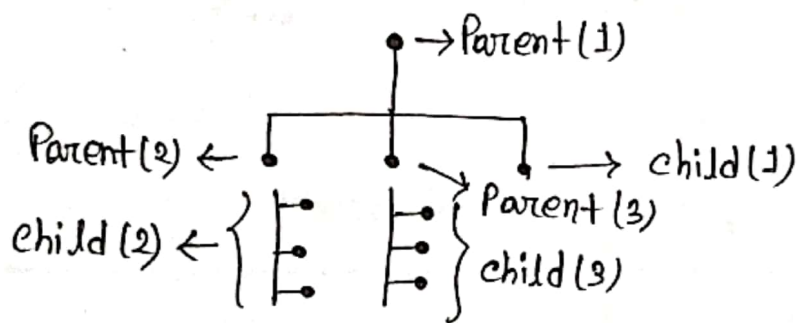 Parent(1)
Parent(2)
child(1)
Parent(3)
child(2)
child(3)